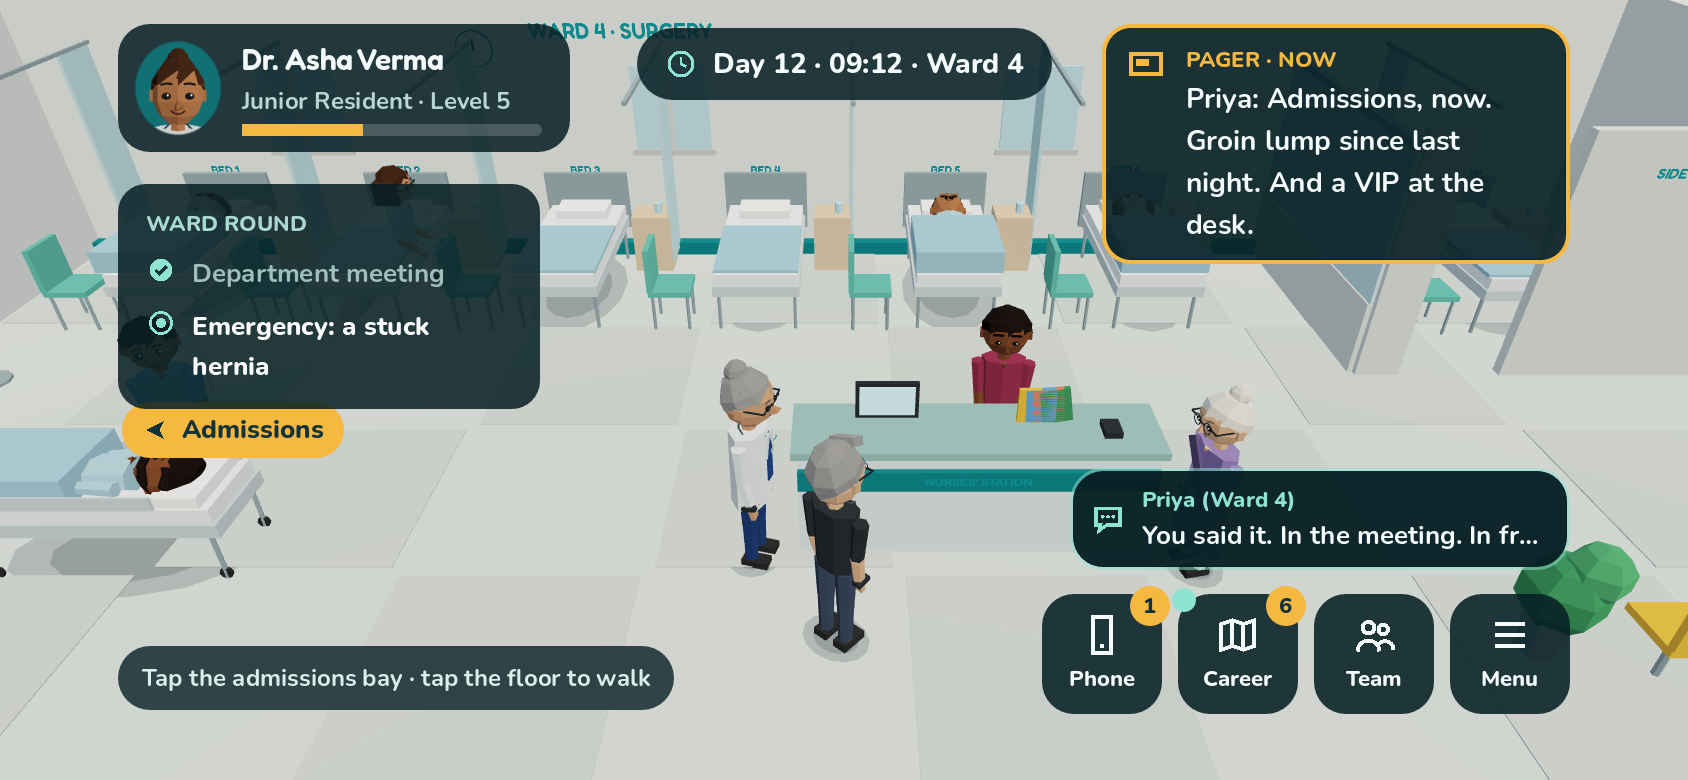 WARD 4 · SURGERY
Dr. Asha Verma
Junior Resident · Level 5
Day 12 · 09:12 · Ward 4
PAGER · NOW
Priya: Admissions, now.
Groin lump since last
night. And a VIP at the
desk.
BED 1
BED 3
BED 4
BED 5
SIDE
WARD ROUND
Department meeting
Emergency: a stuck
hernia
Admissions
NURSES' STATION
Priya (Ward 4)
You said it. In the meeting. In fr...
1
6
Phone
Career
Team
Menu
Tap the admissions bay · tap the floor to walk